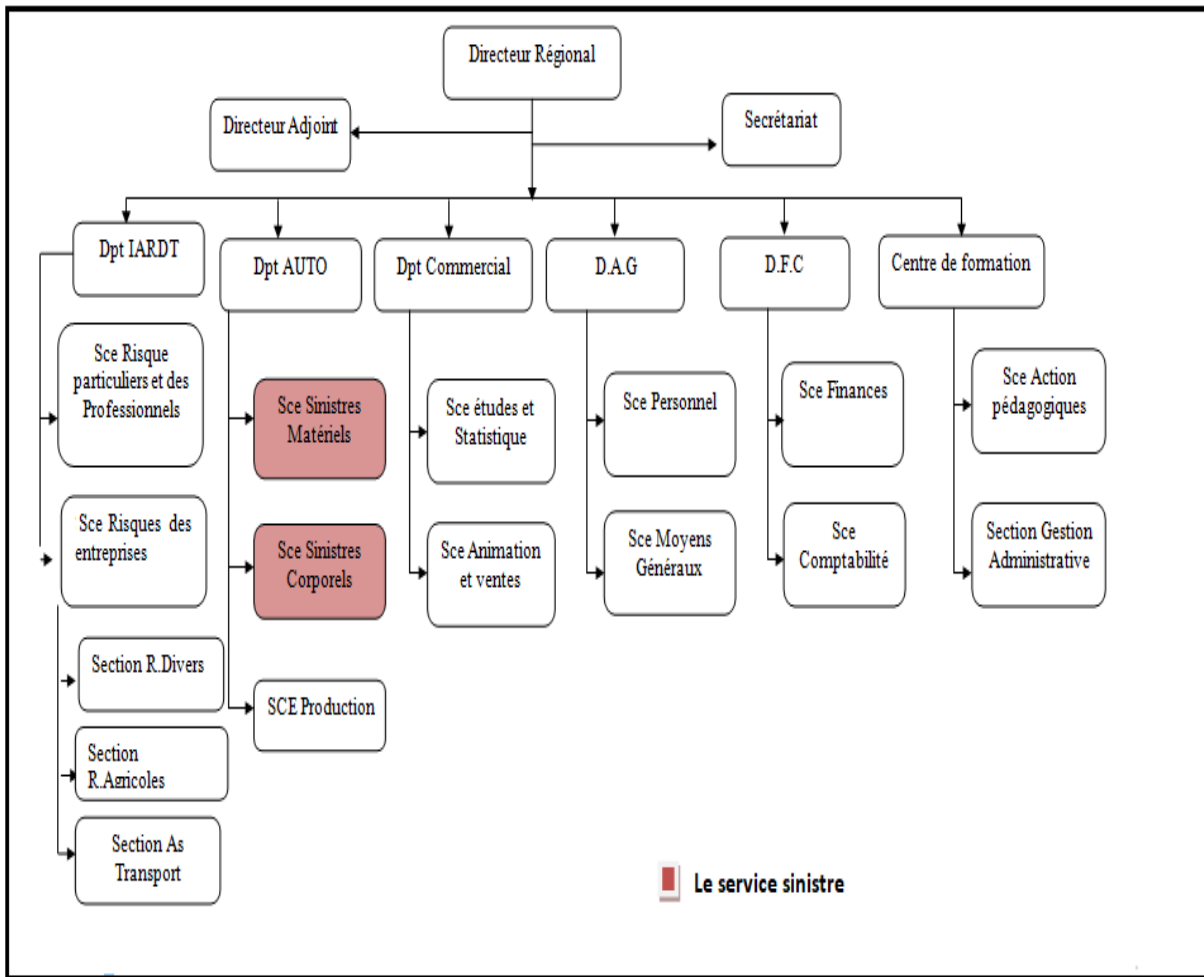 Directeur Régional
Directeur Adjoint
Secrétariat
Dpt IARDT
Dpt AUTO
Dpt Commercial
D.A.G
D.F.C
Centre de formation
Sce Risque
particuliers et des
Professionnels
Sce Sinistres
Matériels
Sce études et
Statistique
Sce Personnel
Sce Finances
Sce Action
pédagogiques
Sce Risques des
entreprises
Sce Sinistres
Corporels
Sce Animation
et ventes
Sce Moyens
Généraux
Sce
Comptabilité
Section Gestion
Administrative
Section R.Divers
SCE Production
Section
R.Agricoles
Section As
Transport
Le service sinistre